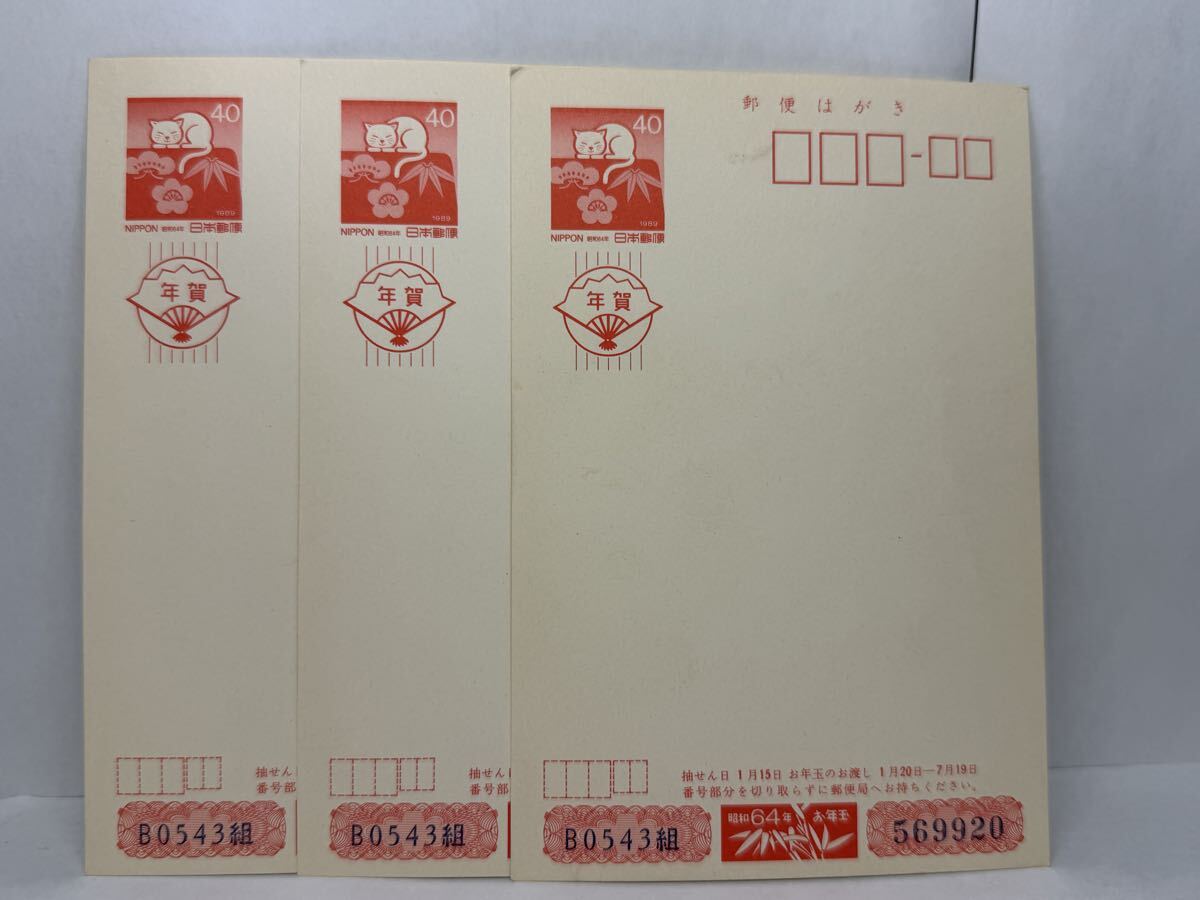 40
1989
NIPPON 昭和64年 日本郵便
年賀
抽せん日
番号部
B0543組
40
1989
NIPPON 昭和64年 日本郵便
年賀
抽せん日
番号部
B0543組
郵便はがき
40
1989
NIPPON 昭和64年 日本郵便
年賀
抽せん日 1月15日 お年玉のお渡し 1月20日—7月19日
番号部分を切り取らずに郵便局へお持ちください。
B0543組
昭和64年 お年玉
569920